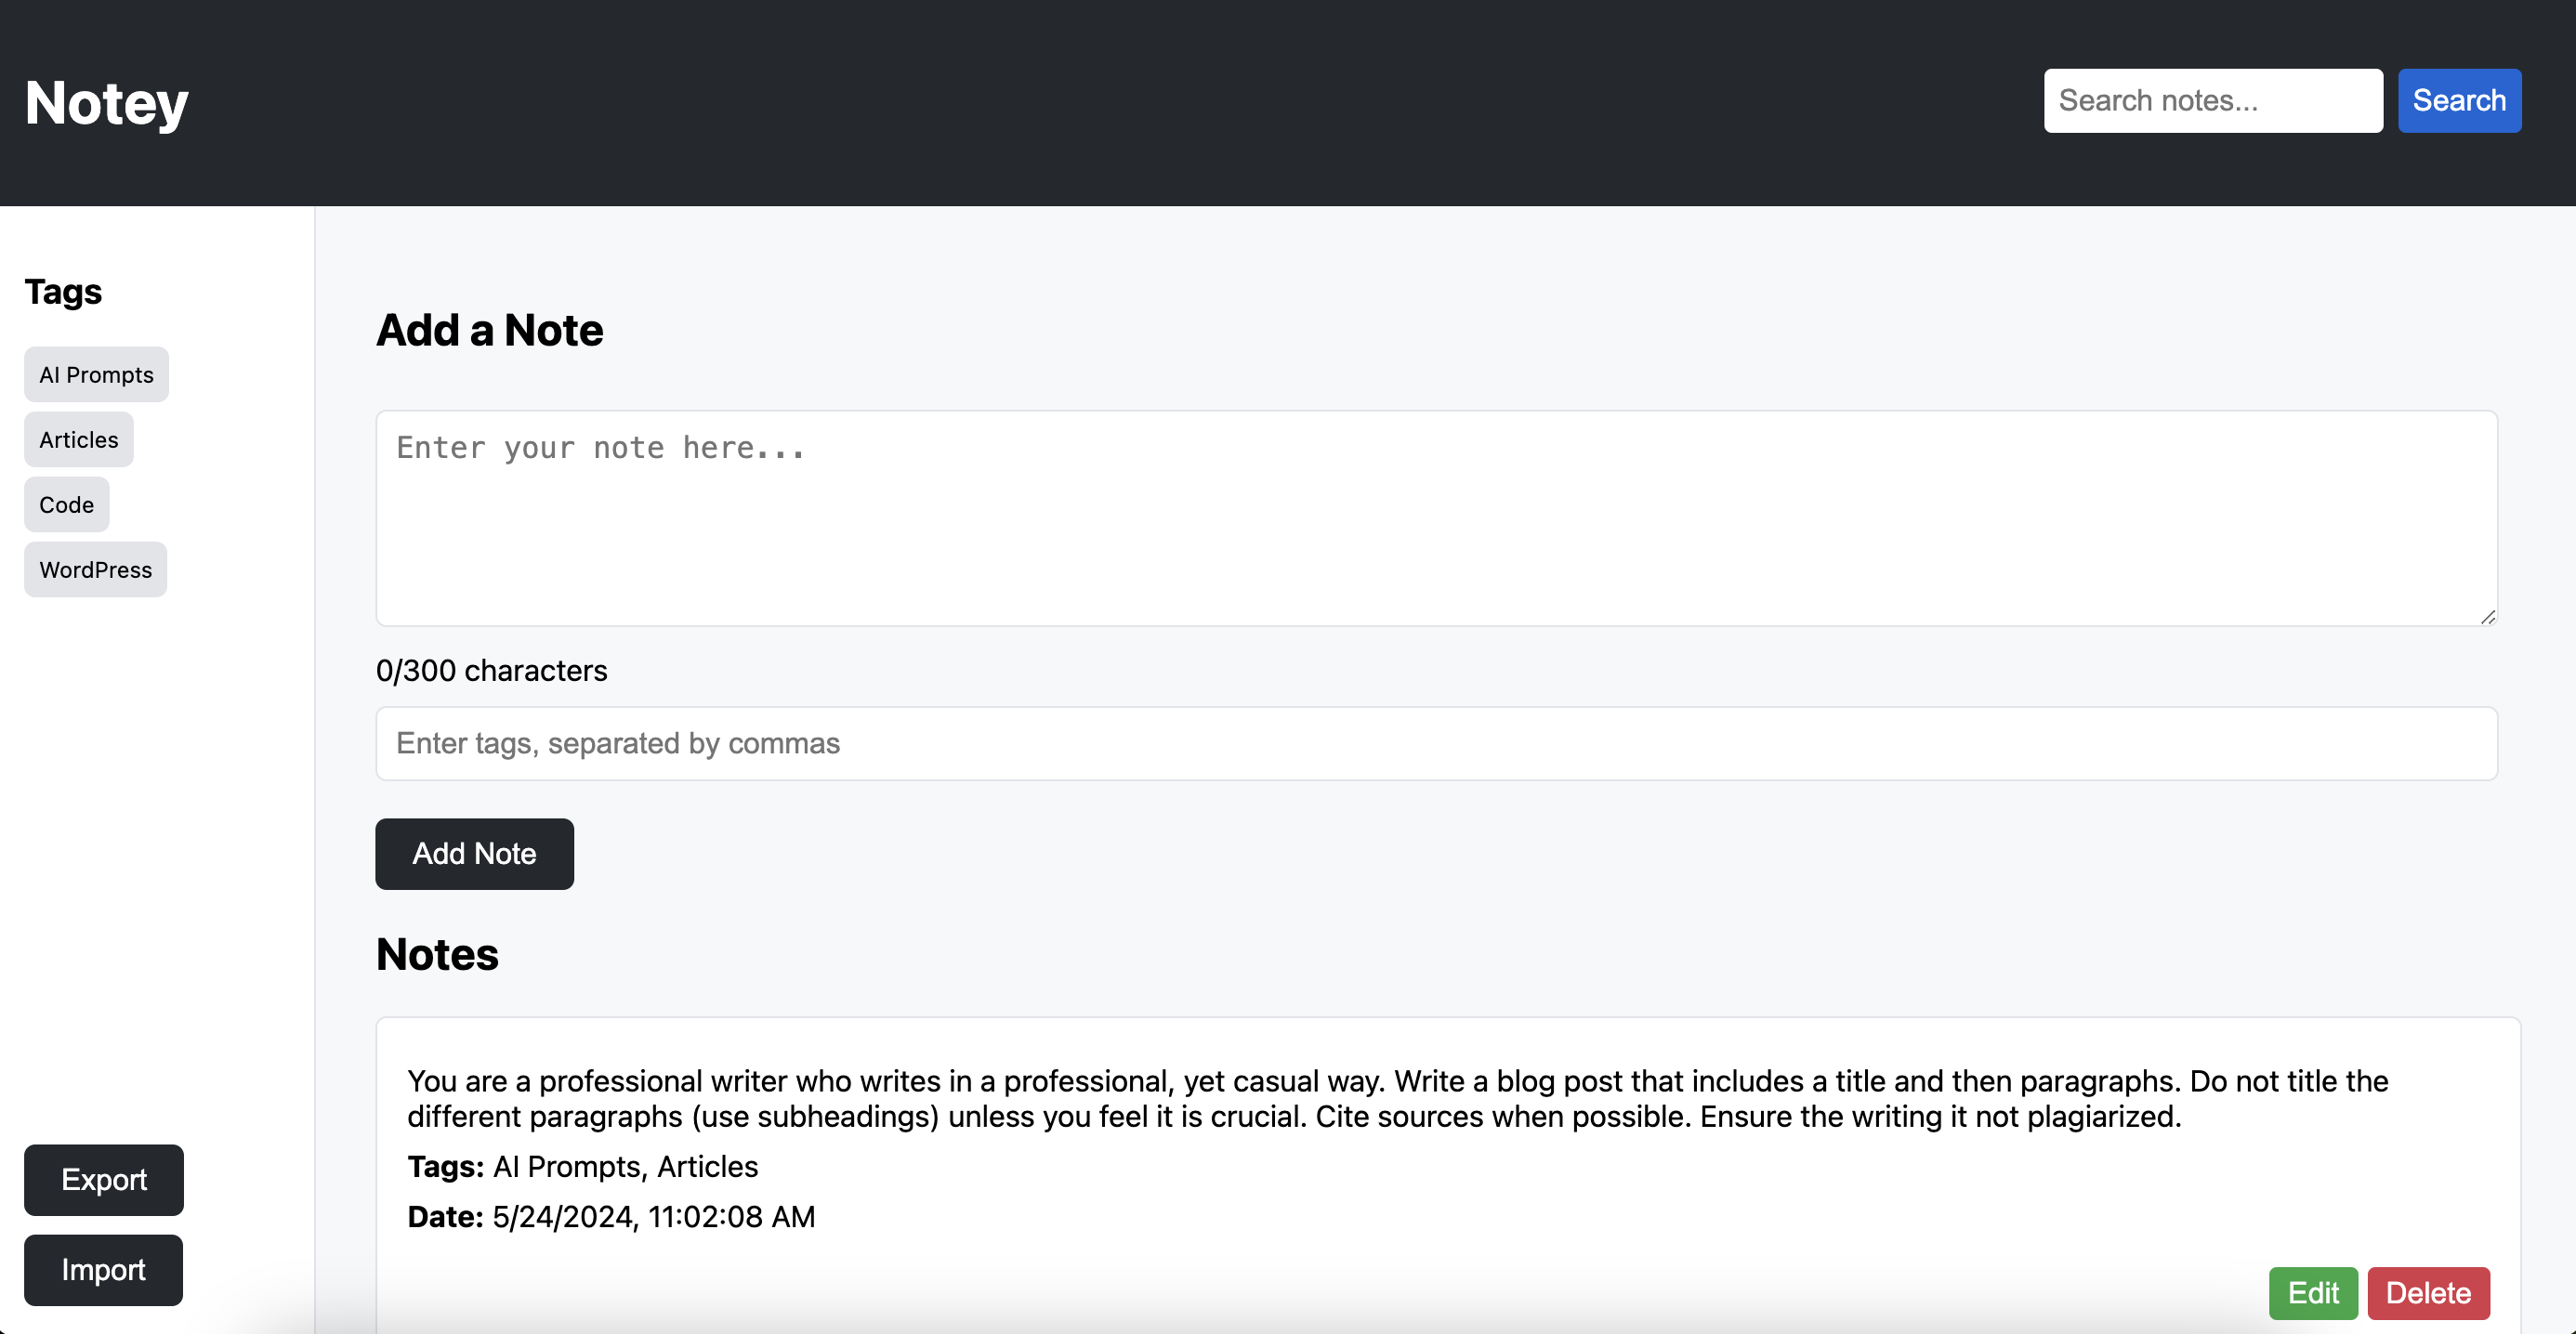 Notey
Search notes...
Search
Tags
AI Prompts
Articles
Code
WordPress
Export
Import
Add a Note
Enter your note here...
0/300 characters
Enter tags, separated by commas
Add Note
Notes
You are a professional writer who writes in a professional, yet casual way. Write a blog post that includes a title and then paragraphs. Do not title the
different paragraphs (use subheadings) unless you feel it is crucial. Cite sources when possible. Ensure the writing it not plagiarized.
Tags: AI Prompts, Articles
Date: 5/24/2024, 11:02:08 AM
Edit
Delete